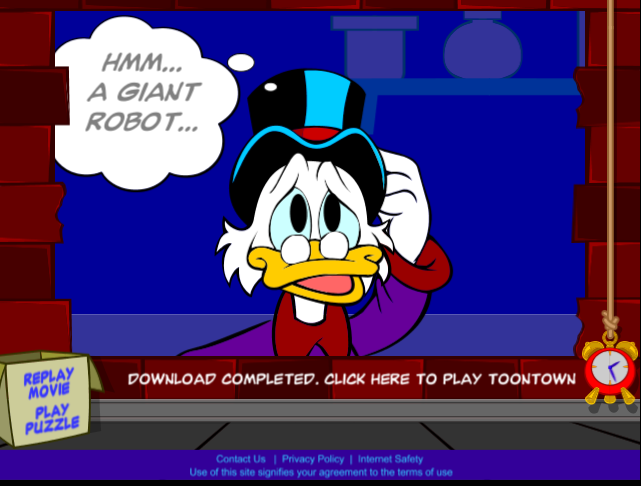 HMM...
A GIANT
ROBOT...
DOWNLOAD COMPLETED. CLICK HERE TO PLAY TOONTOWN
REPLAY
MOVIE
PLAY
PUZZLE
Contact Us | Privacy Policy | Internet Safety
Use of this site signifies your agreement to the terms of use